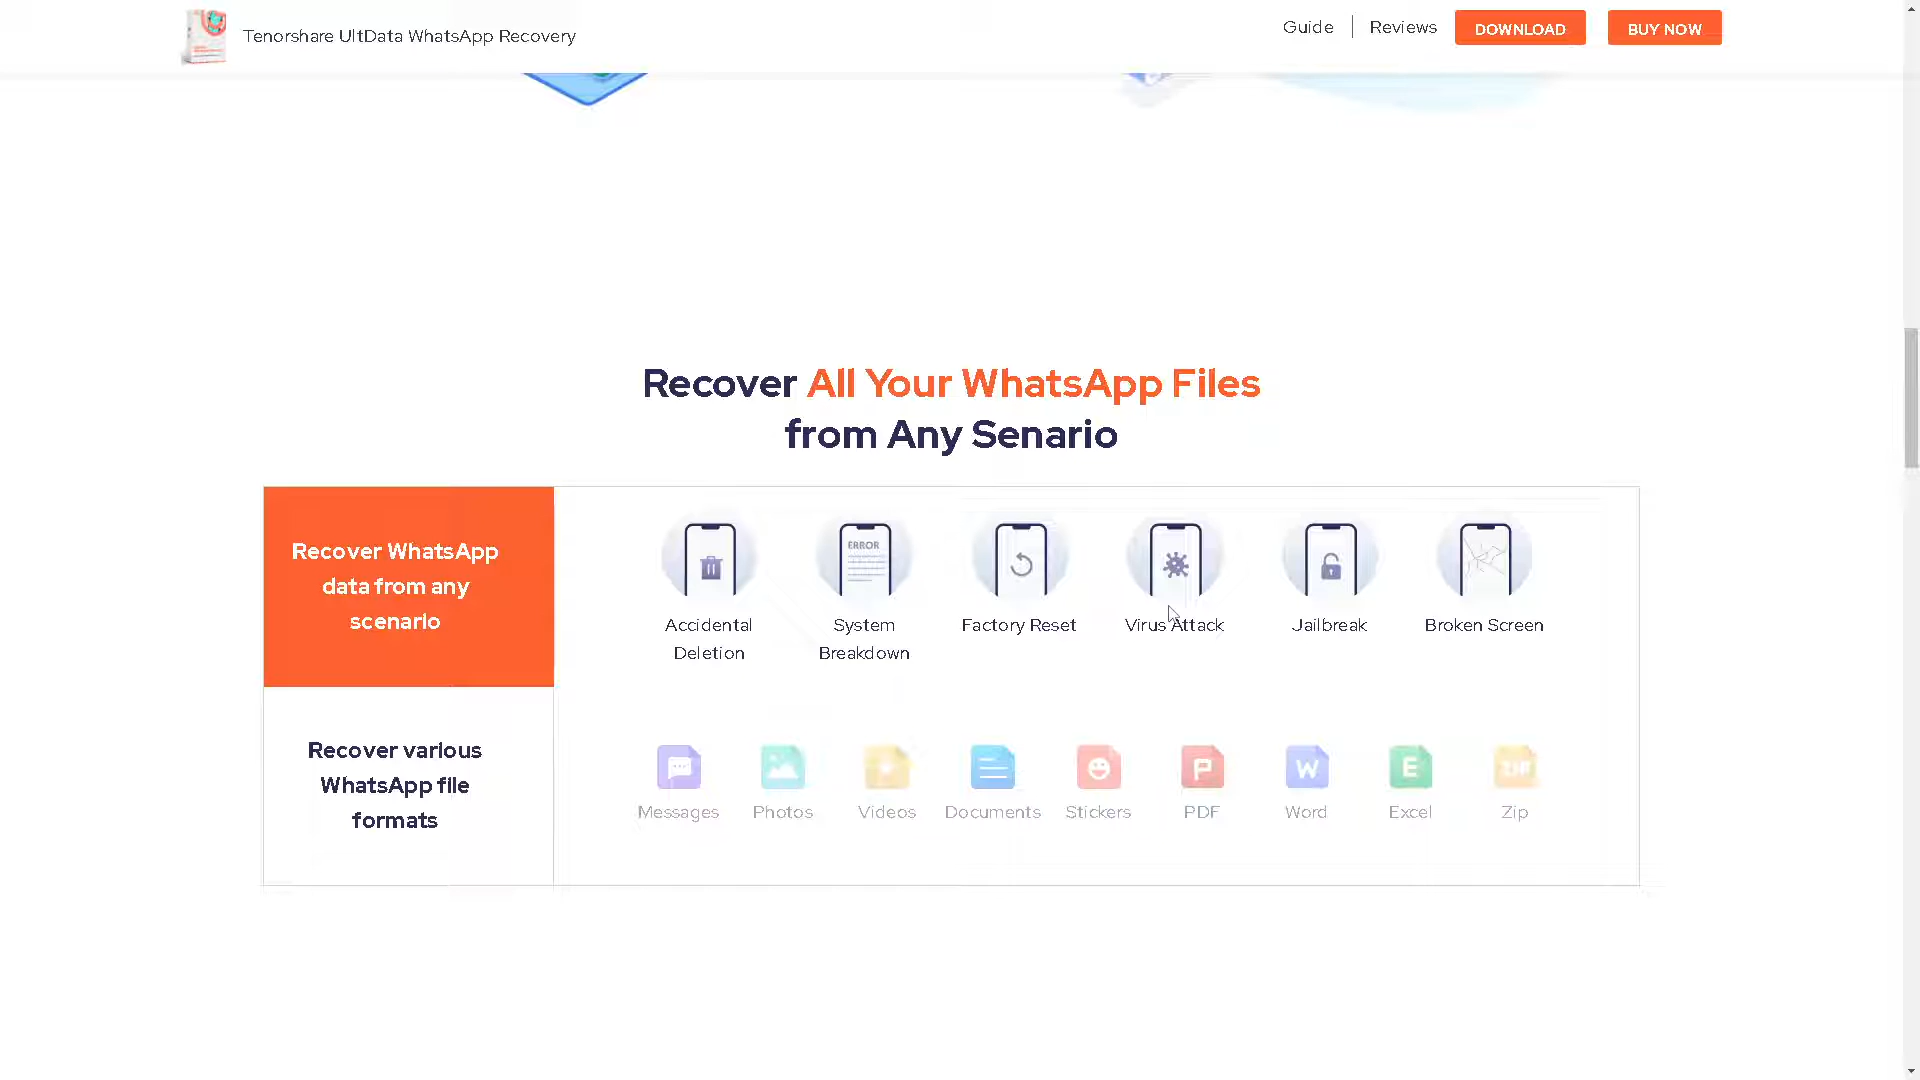 Tenorshare UltData WhatsApp Recovery
Guide
Reviews
DOWNLOAD
BUY NOW
Recover All Your WhatsApp Files
from Any Senario
Recover WhatsApp
data from any
scenario
ERROR
Accidental
Deletion
System
Breakdown
Factory Reset
Virus Attack
Jailbreak
Broken Screen
Recover various
WhatsApp file
formats
P
W
E
ZIP
Messages
Photos
Videos
Documents
Stickers
PDF
Word
Excel
Zip